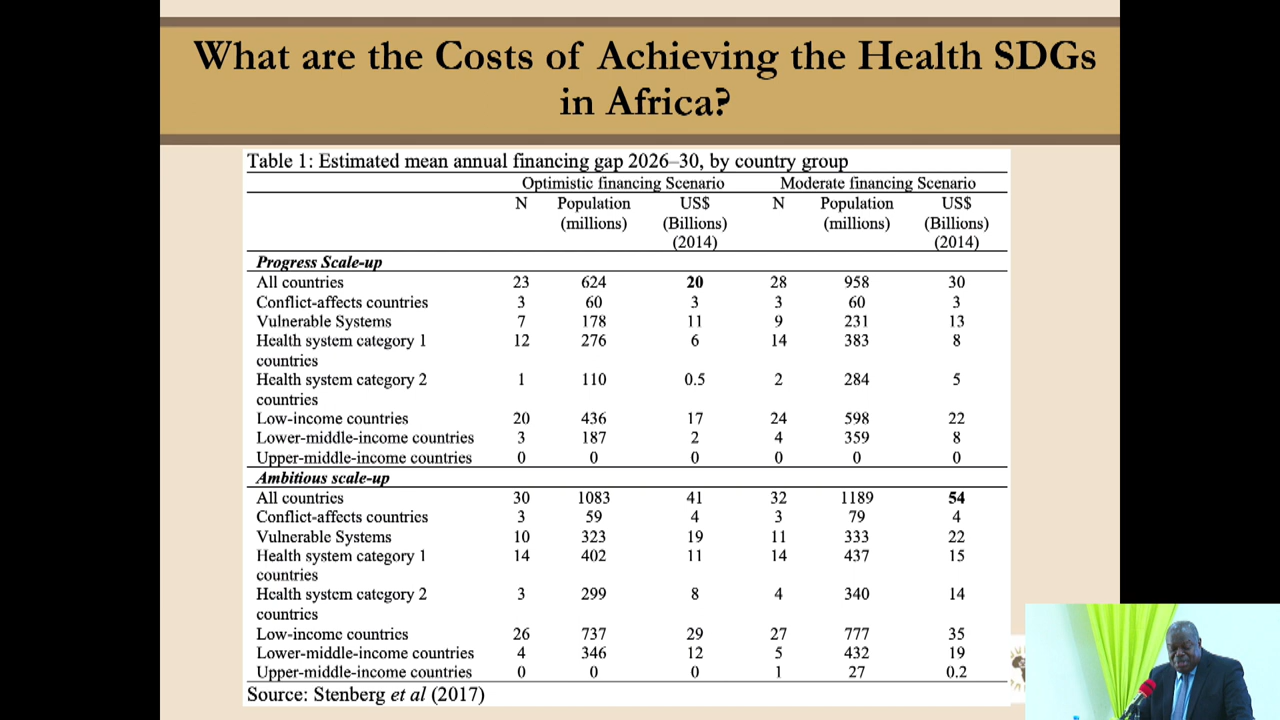 What are the Costs of Achieving the Health SDGs
in Africa?
Table 1: Estimated mean annual financing gap 2026–30, by country group
Optimistic financing Scenario Moderate financing Scenario
N Population US$ N Population US$
(millions) (Billions) (millions) (Billions)
(2014) (2014)
Progress Scale-up
All countries 23 624 20 28 958 30
Conflict-affects countries 3 60 3 3 60 3
Vulnerable Systems 7 178 11 9 231 13
Health system category 1 12 276 6 14 383 8
countries
Health system category 2 1 110 0.5 2 284 5
countries
Low-income countries 20 436 17 24 598 22
Lower-middle-income countries 3 187 2 4 359 8
Upper-middle-income countries 0 0 0 0 0 0
Ambitious scale-up
All countries 30 1083 41 32 1189 54
Conflict-affects countries 3 59 4 3 79 4
Vulnerable Systems 10 323 19 11 333 22
Health system category 1 14 402 11 14 437 15
countries
Health system category 2 3 299 8 4 340 14
countries
Low-income countries 26 737 29 27 777 35
Lower-middle-income countries 4 346 12 5 432 19
Upper-middle-income countries 0 0 0 1 27 0.2
Source: Stenberg et al (2017)